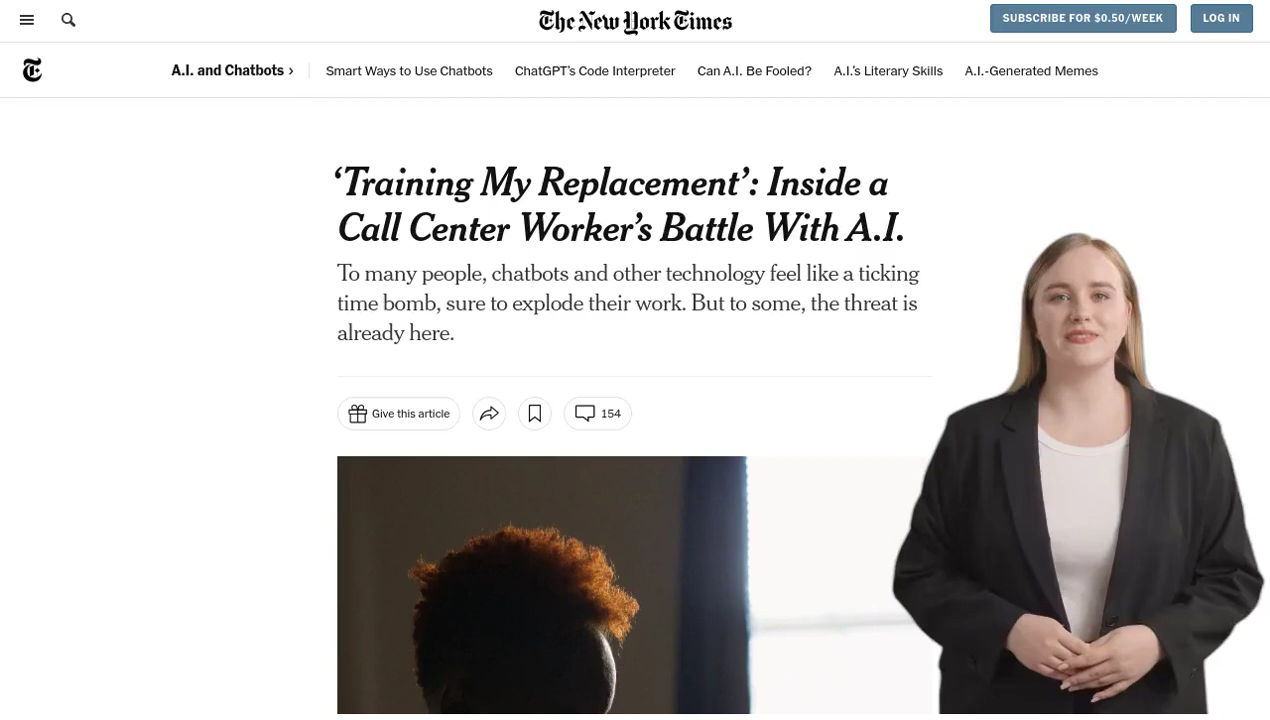 The New York Times
SUBSCRIBE FOR $0.50/WEEK
LOG IN
T
A.I. and Chatbots ›
Smart Ways to Use Chatbots
ChatGPT's Code Interpreter
Can A.I. Be Fooled?
A.I.'s Literary Skills
A.I.-Generated Memes
‘Training My Replacement’: Inside a
Call Center Worker’s Battle With A.I.
To many people, chatbots and other technology feel like a ticking
time bomb, sure to explode their work. But to some, the threat is
already here.
Give this article
154